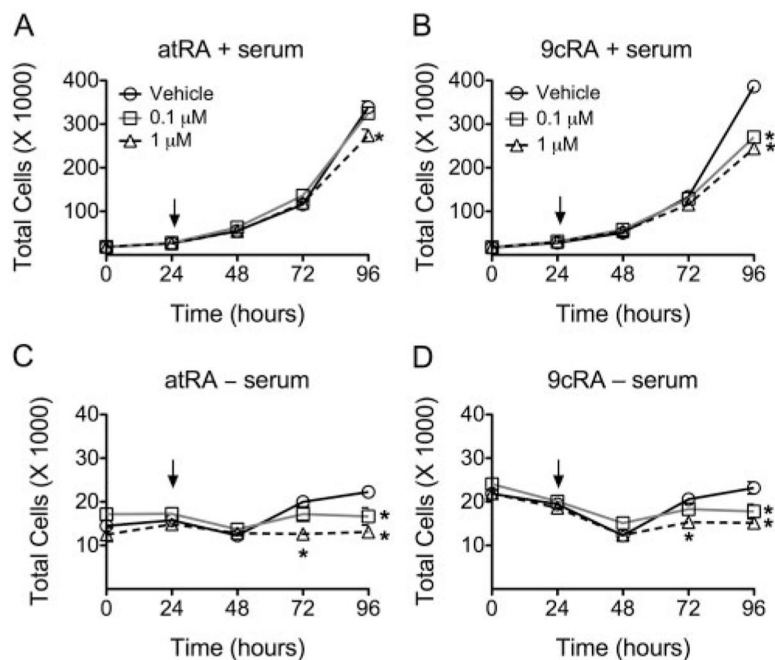 A
atRA + serum
Total Cells (X 1000)
400
300
200
100
Vehicle
0.1 μM
1 μM
*
0 24 48 72 96
Time (hours)
B
9cRA + serum
Total Cells (X 1000)
400
300
200
100
Vehicle
0.1 μM
1 μM
*
*
0 24 48 72 96
Time (hours)
C
atRA – serum
Total Cells (X 1000)
40
30
20
10
*
*
*
0 24 48 72 96
Time (hours)
D
9cRA – serum
Total Cells (X 1000)
40
30
20
10
*
*
*
0 24 48 72 96
Time (hours)